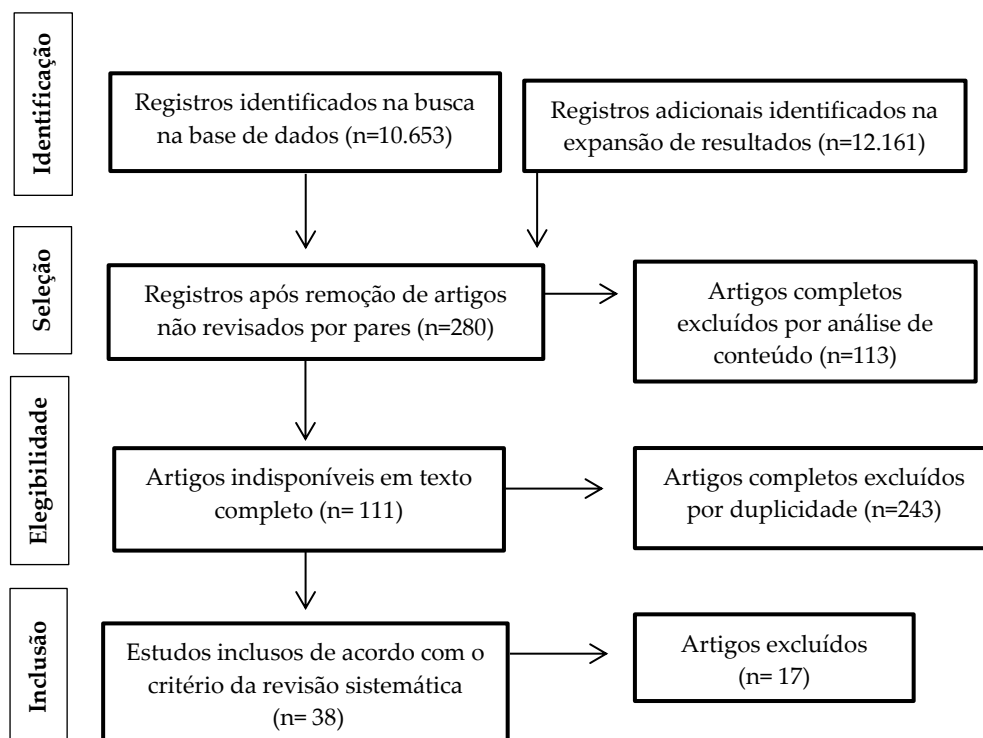 Identificação
Registros identificados na busca
na base de dados (n=10.653)
Registros adicionais identificados na
expansão de resultados (n=12.161)
Seleção
Registros após remoção de artigos
não revisados por pares (n=280)
Artigos completos
excluídos por análise de
conteúdo (n=113)
Elegibilidade
Artigos indisponíveis em texto
completo (n= 111)
Artigos completos excluídos
por duplicidade (n=243)
Inclusão
Estudos inclusos de acordo com o
critério da revisão sistemática
(n= 38)
Artigos excluídos
(n= 17)